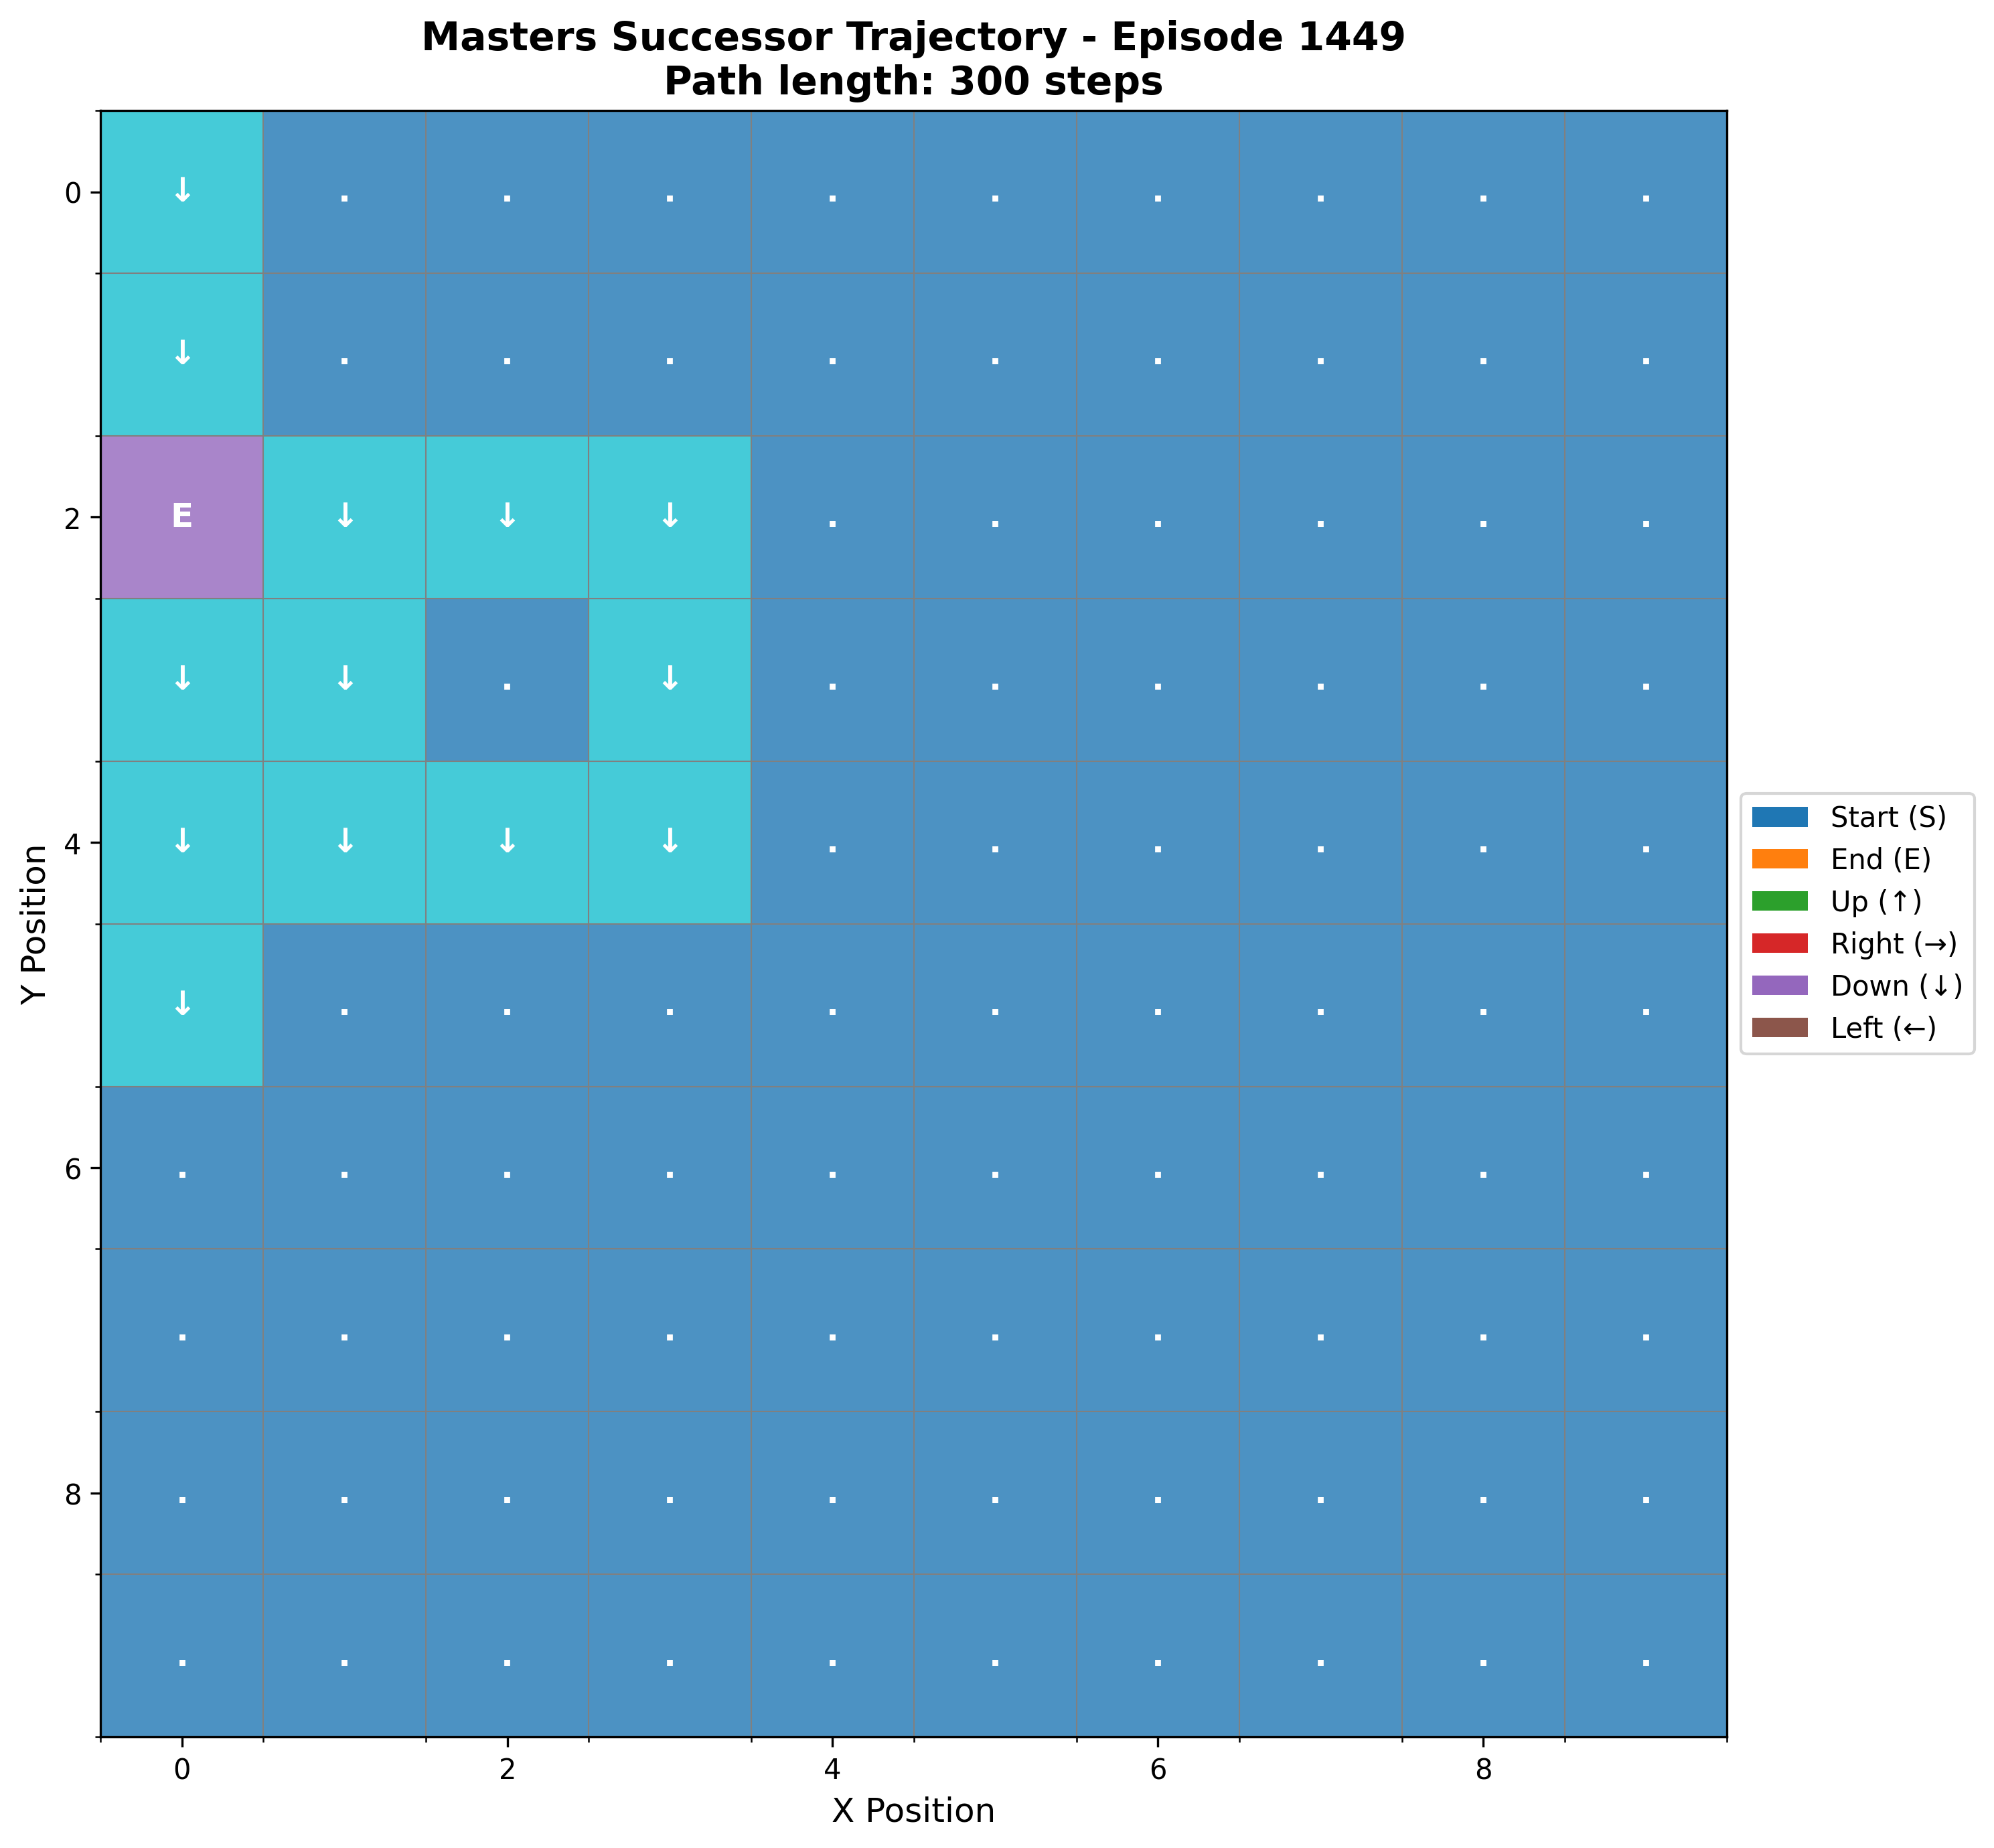 Masters Successor Trajectory - Episode 1449
Path length: 300 steps
0
↓ . . . . . . . . .
↓ . . . . . . . . .
2
E ↓ ↓ ↓ . . . . . .
↓ ↓ . ↓ . . . . . .
4
↓ ↓ ↓ ↓ . . . . . .
↓ . . . . . . . . .
6
. . . . . . . . . .
. . . . . . . . . .
8
. . . . . . . . . .
. . . . . . . . . .
0 2 4 6 8
X Position
Y Position
Start (S)
End (E)
Up (↑)
Right (→)
Down (↓)
Left (←)